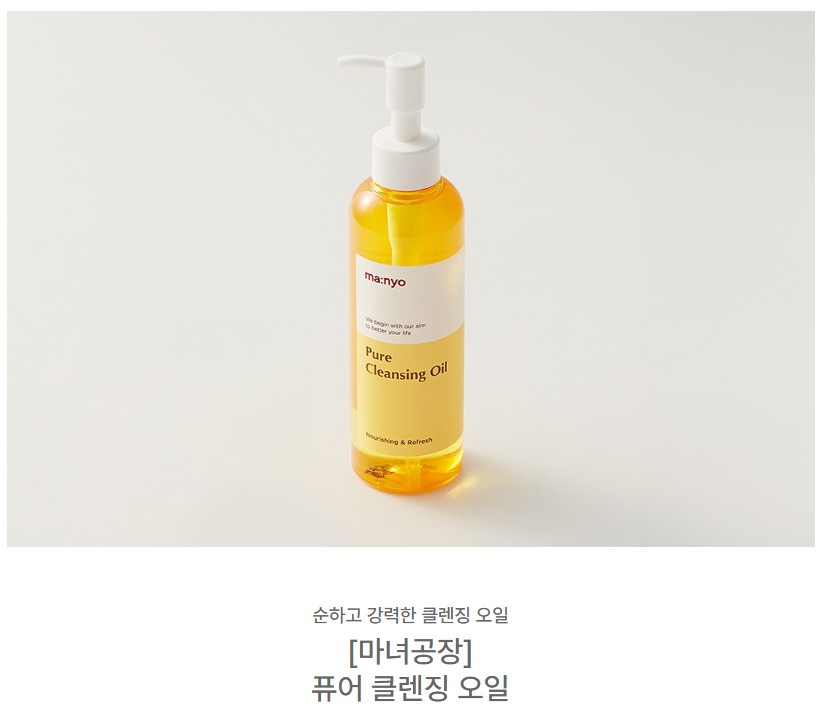 ma:nyo
We begin with our aim
to better your life
Pure
Cleansing Oil
Nourishing & Refresh
순하고 강력한 클렌징 오일
[마녀공장]
퓨어 클렌징 오일